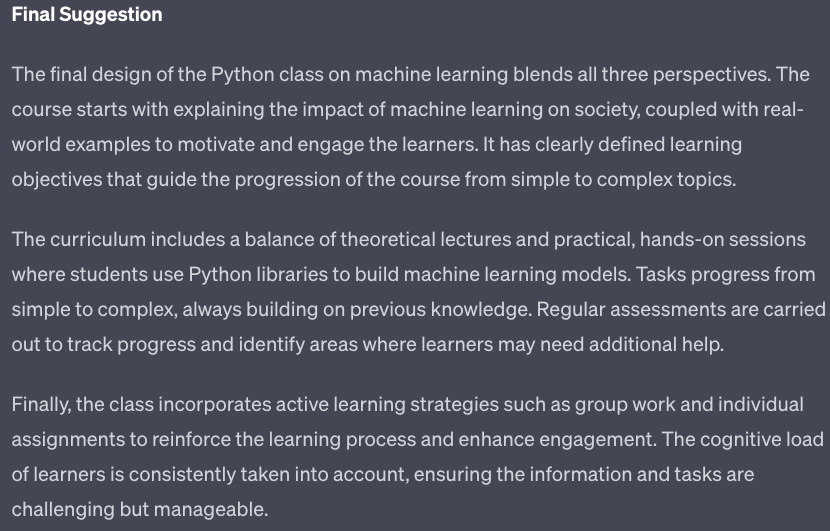 Final Suggestion
The final design of the Python class on machine learning blends all three perspectives. The
course starts with explaining the impact of machine learning on society, coupled with real-
world examples to motivate and engage the learners. It has clearly defined learning
objectives that guide the progression of the course from simple to complex topics.
The curriculum includes a balance of theoretical lectures and practical, hands-on sessions
where students use Python libraries to build machine learning models. Tasks progress from
simple to complex, always building on previous knowledge. Regular assessments are carried
out to track progress and identify areas where learners may need additional help.
Finally, the class incorporates active learning strategies such as group work and individual
assignments to reinforce the learning process and enhance engagement. The cognitive load
of learners is consistently taken into account, ensuring the information and tasks are
challenging but manageable.